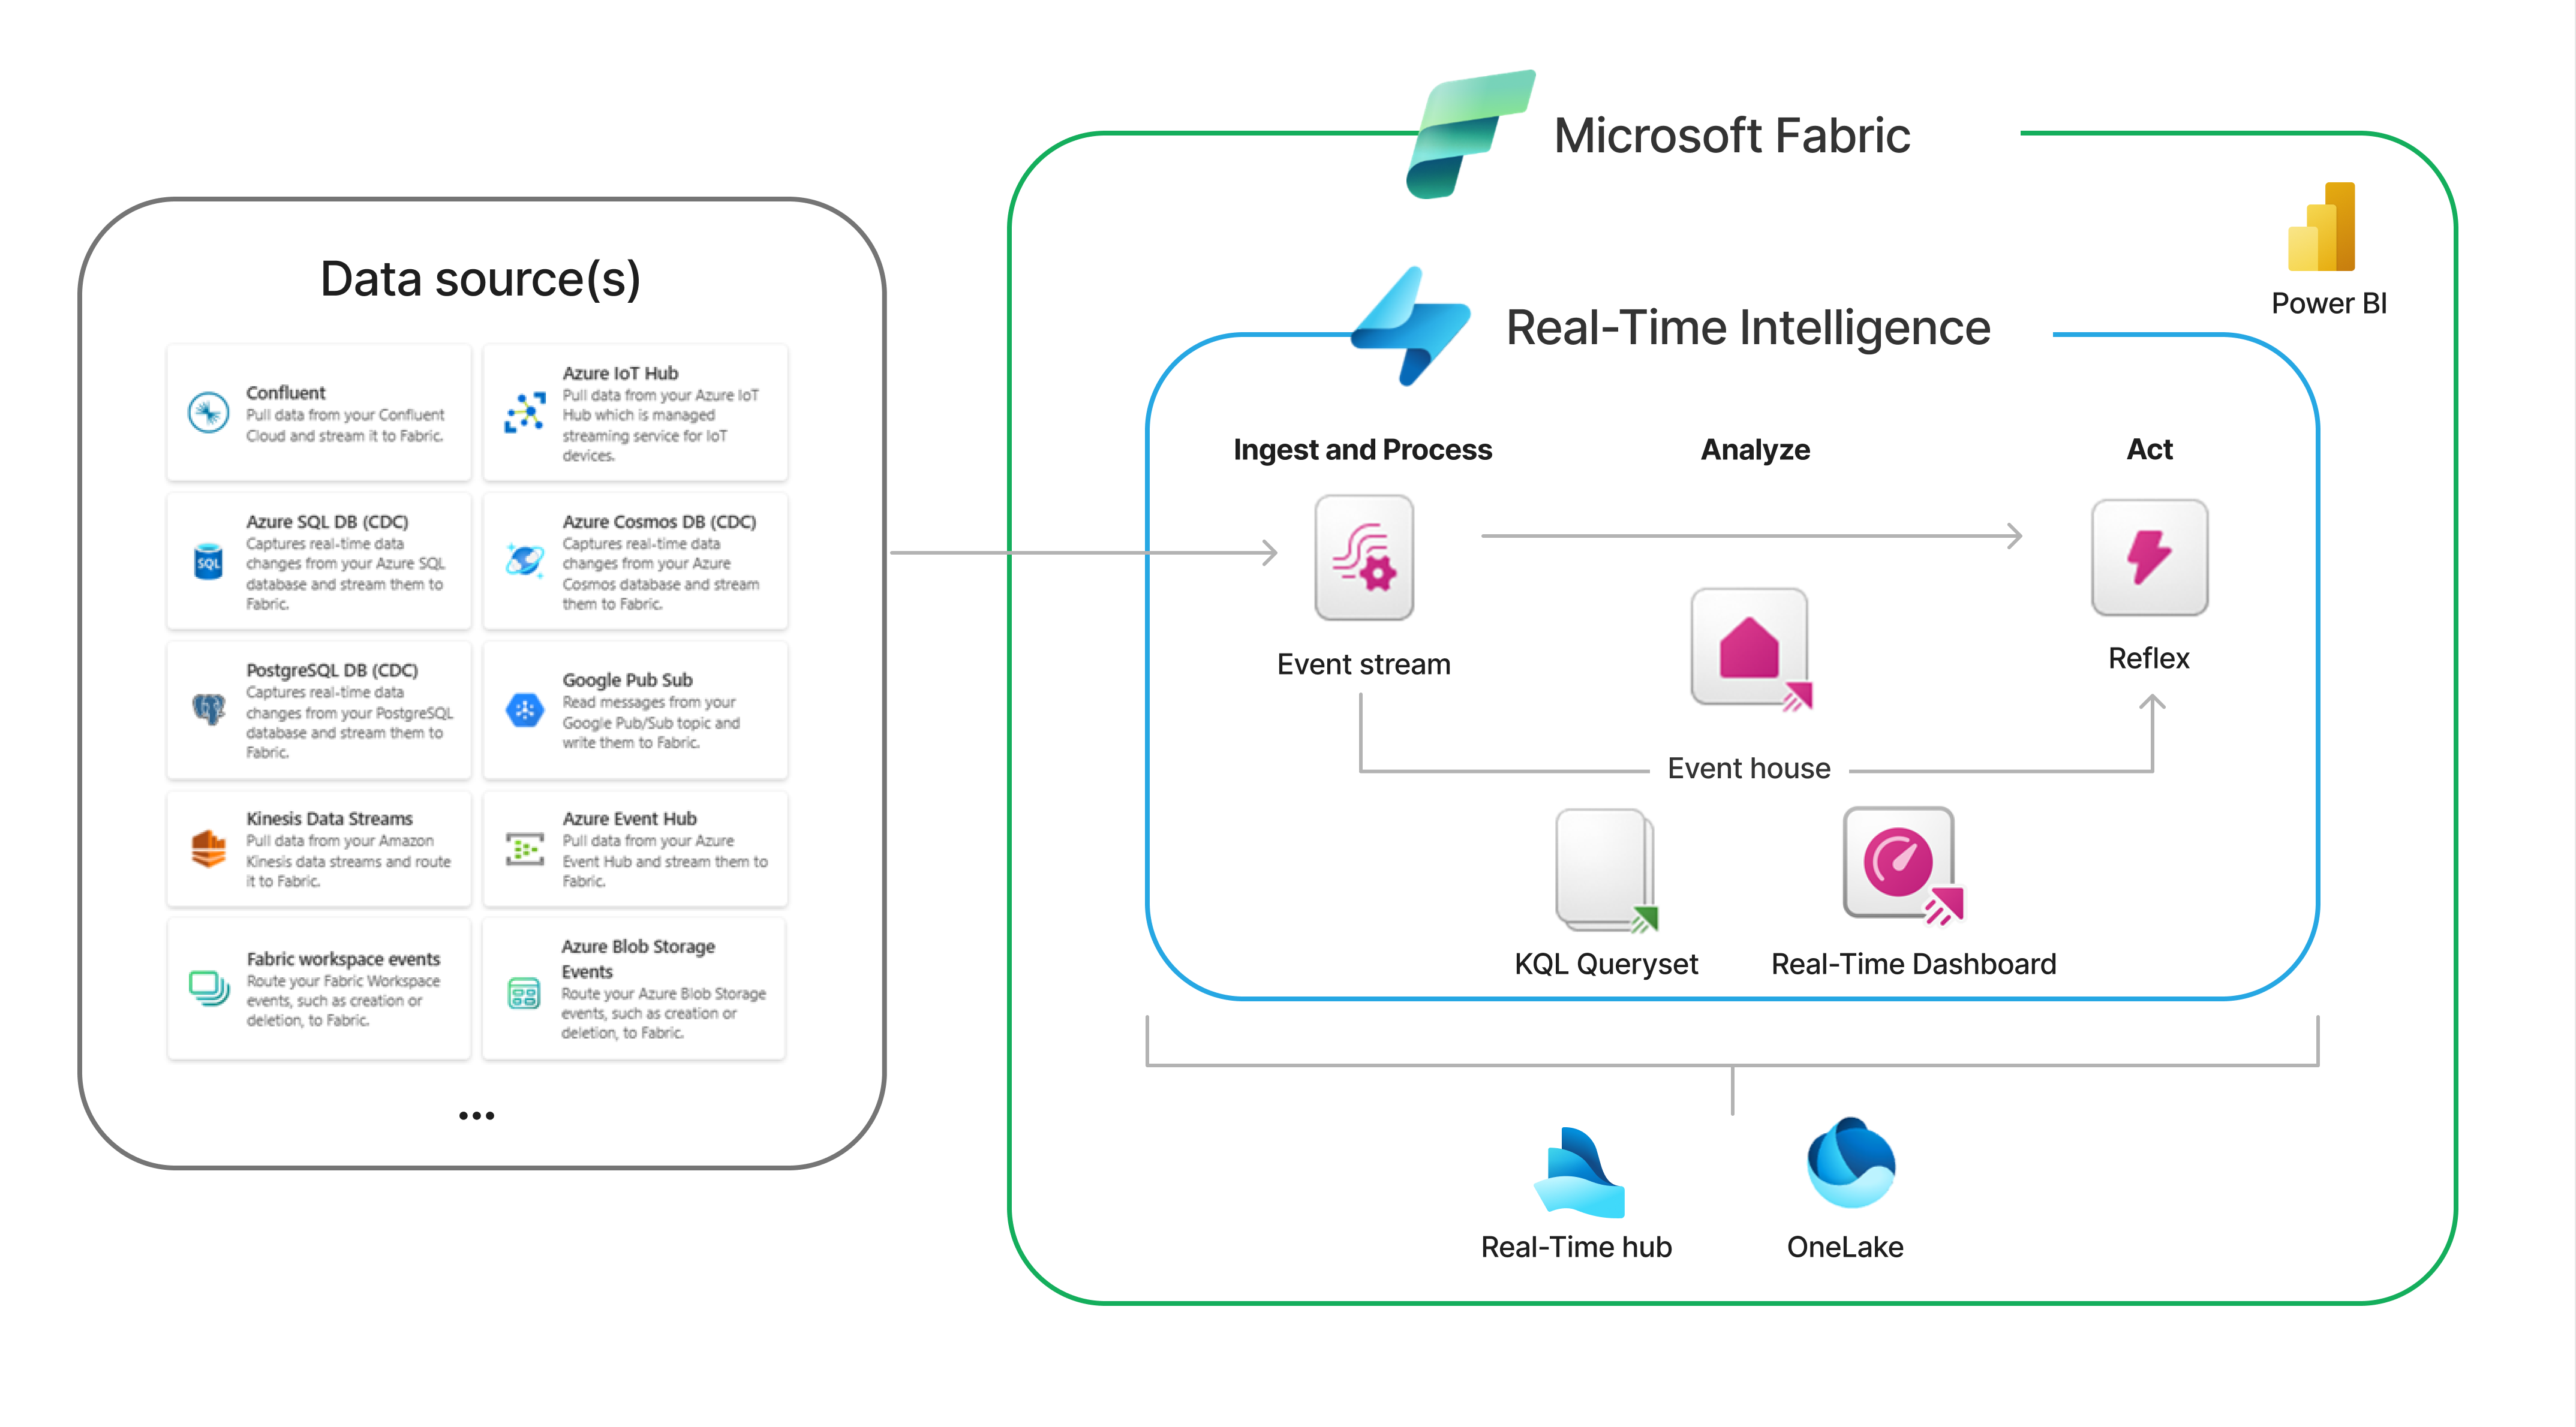 Microsoft Fabric
Power BI
Data source(s)
Real-Time Intelligence
Confluent
Pull data from your Confluent
Cloud and stream it to Fabric.
Azure IoT Hub
Pull data from your Azure IoT
Hub which is managed
streaming service for IoT
devices.
Azure SQL DB (CDC)
Captures real-time data
changes from your Azure SQL
database and stream them to
Fabric.
SQL
Azure Cosmos DB (CDC)
Captures real-time data
changes from your Azure
Cosmos database and stream
them to Fabric.
PostgreSQL DB (CDC)
Captures real-time data
changes from your PostgreSQL
database and stream them to
Fabric.
Google Pub Sub
Read messages from your
Google Pub/Sub topic and
write them to Fabric.
Kinesis Data Streams
Pull data from your Amazon
Kinesis data streams and route
it to Fabric.
Azure Event Hub
Pull data from your Azure
Event Hub and stream them to
Fabric.
Fabric workspace events
Route your Fabric Workspace
events, such as creation or
deletion, to Fabric.
Azure Blob Storage
Events
Route your Azure Blob Storage
events, such as creation or
deletion, to Fabric.
...
Ingest and Process
Analyze
Act
Event stream
Reflex
Event house
KQL Queryset
Real-Time Dashboard
Real-Time hub
OneLake